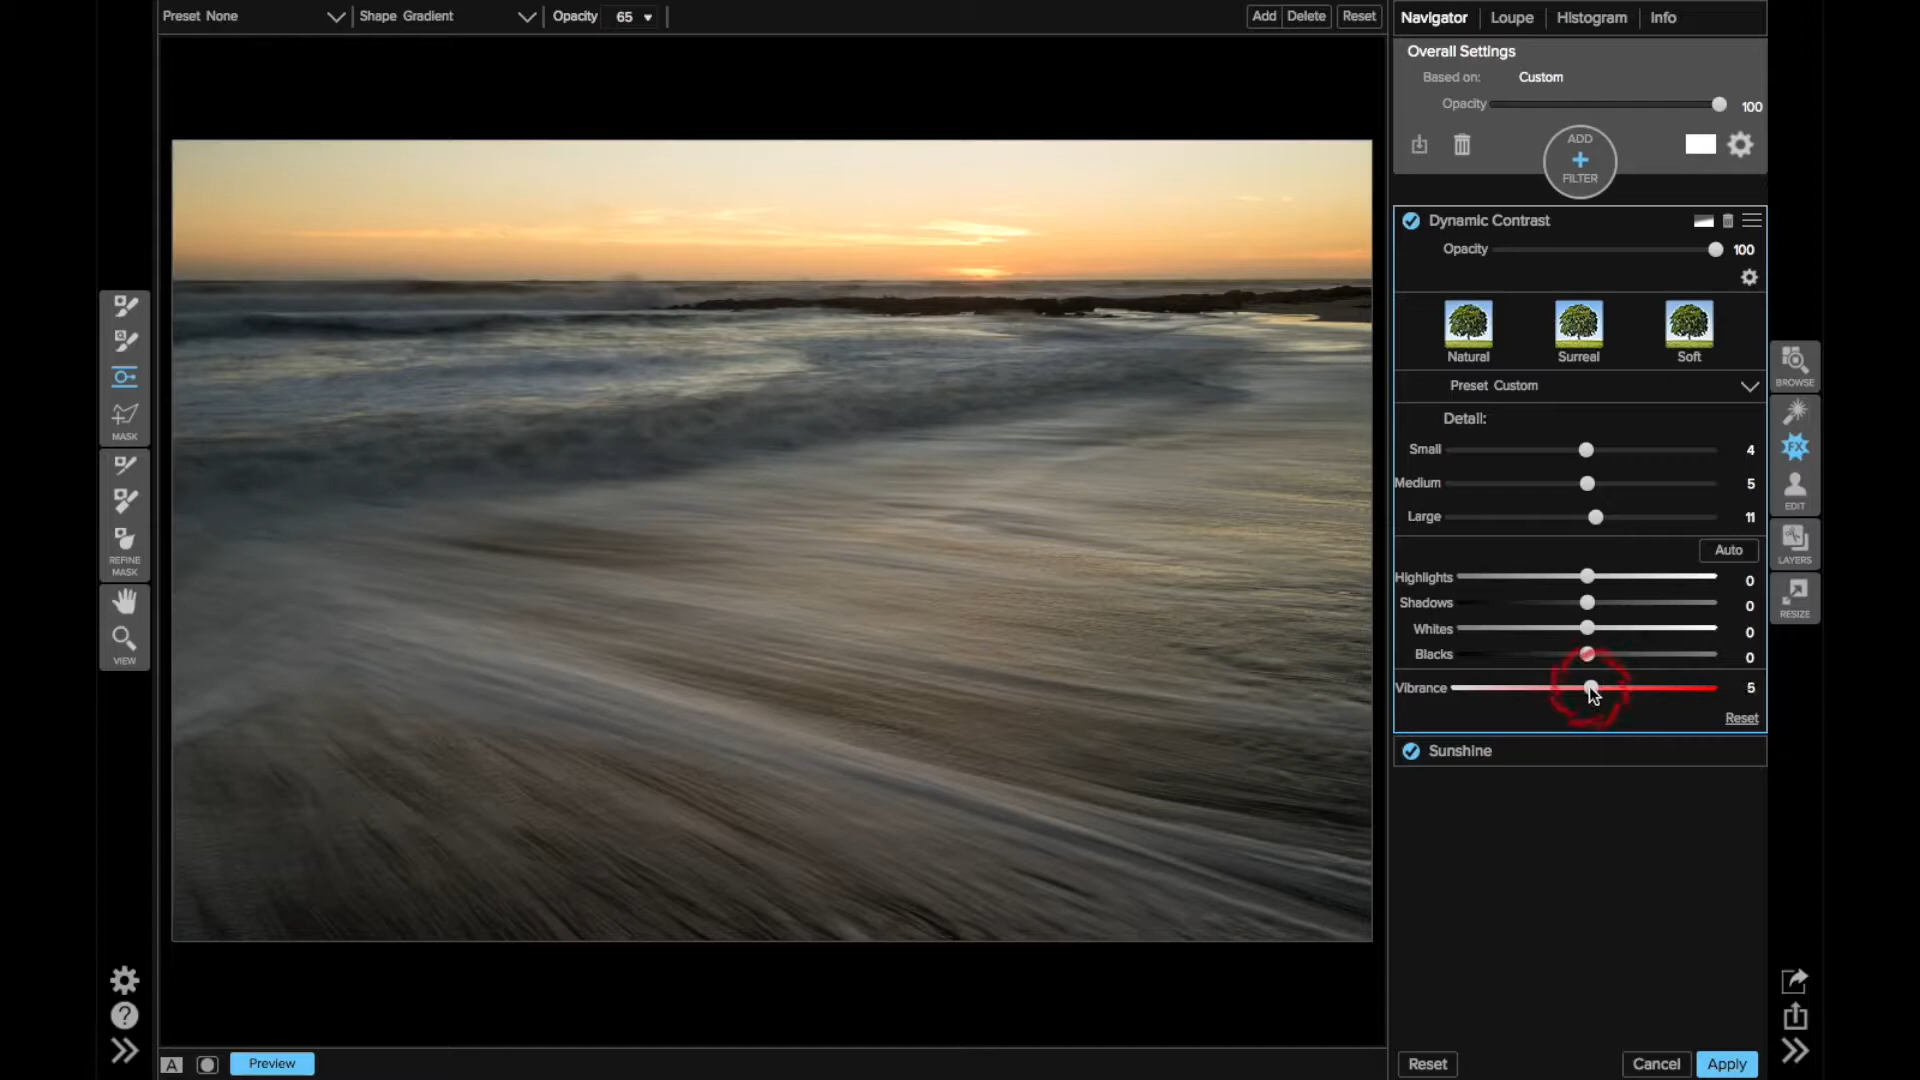 Preset None Shape Gradient Opacity 65 Add Delete Reset
Navigator Loupe Histogram Info
Overall Settings
Based on: Custom
Opacity 100
ADD
FILTER
Dynamic Contrast
Opacity 100
Natural Surreal Soft
Preset Custom
Detail:
Small 4
Medium 5
Large 11
Auto
Highlights 0
Shadows 0
Whites 0
Blacks 0
Vibrance 5
Reset
Sunshine
MASK
REFINE
MASK
VIEW
BROWSE
FX
EDIT
LAYERS
RESIZE
?
A Preview
Reset Cancel Apply